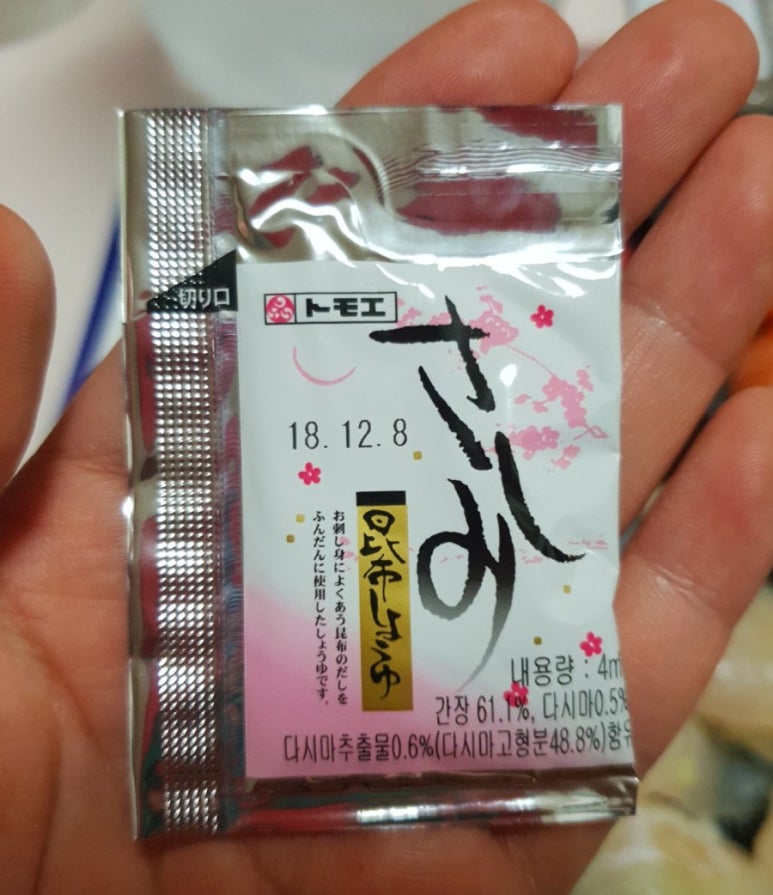 切り口
トモエ
さしみ
18.12.8
昆布しょうゆ
お刺し身によくあう昆布のだしを
ふんだんに使用したしょうゆです。
내용량 : 4m
간장 61.1%, 다시마0.5%
다시마추출물0.6%(다시마고형분48.8%)함유